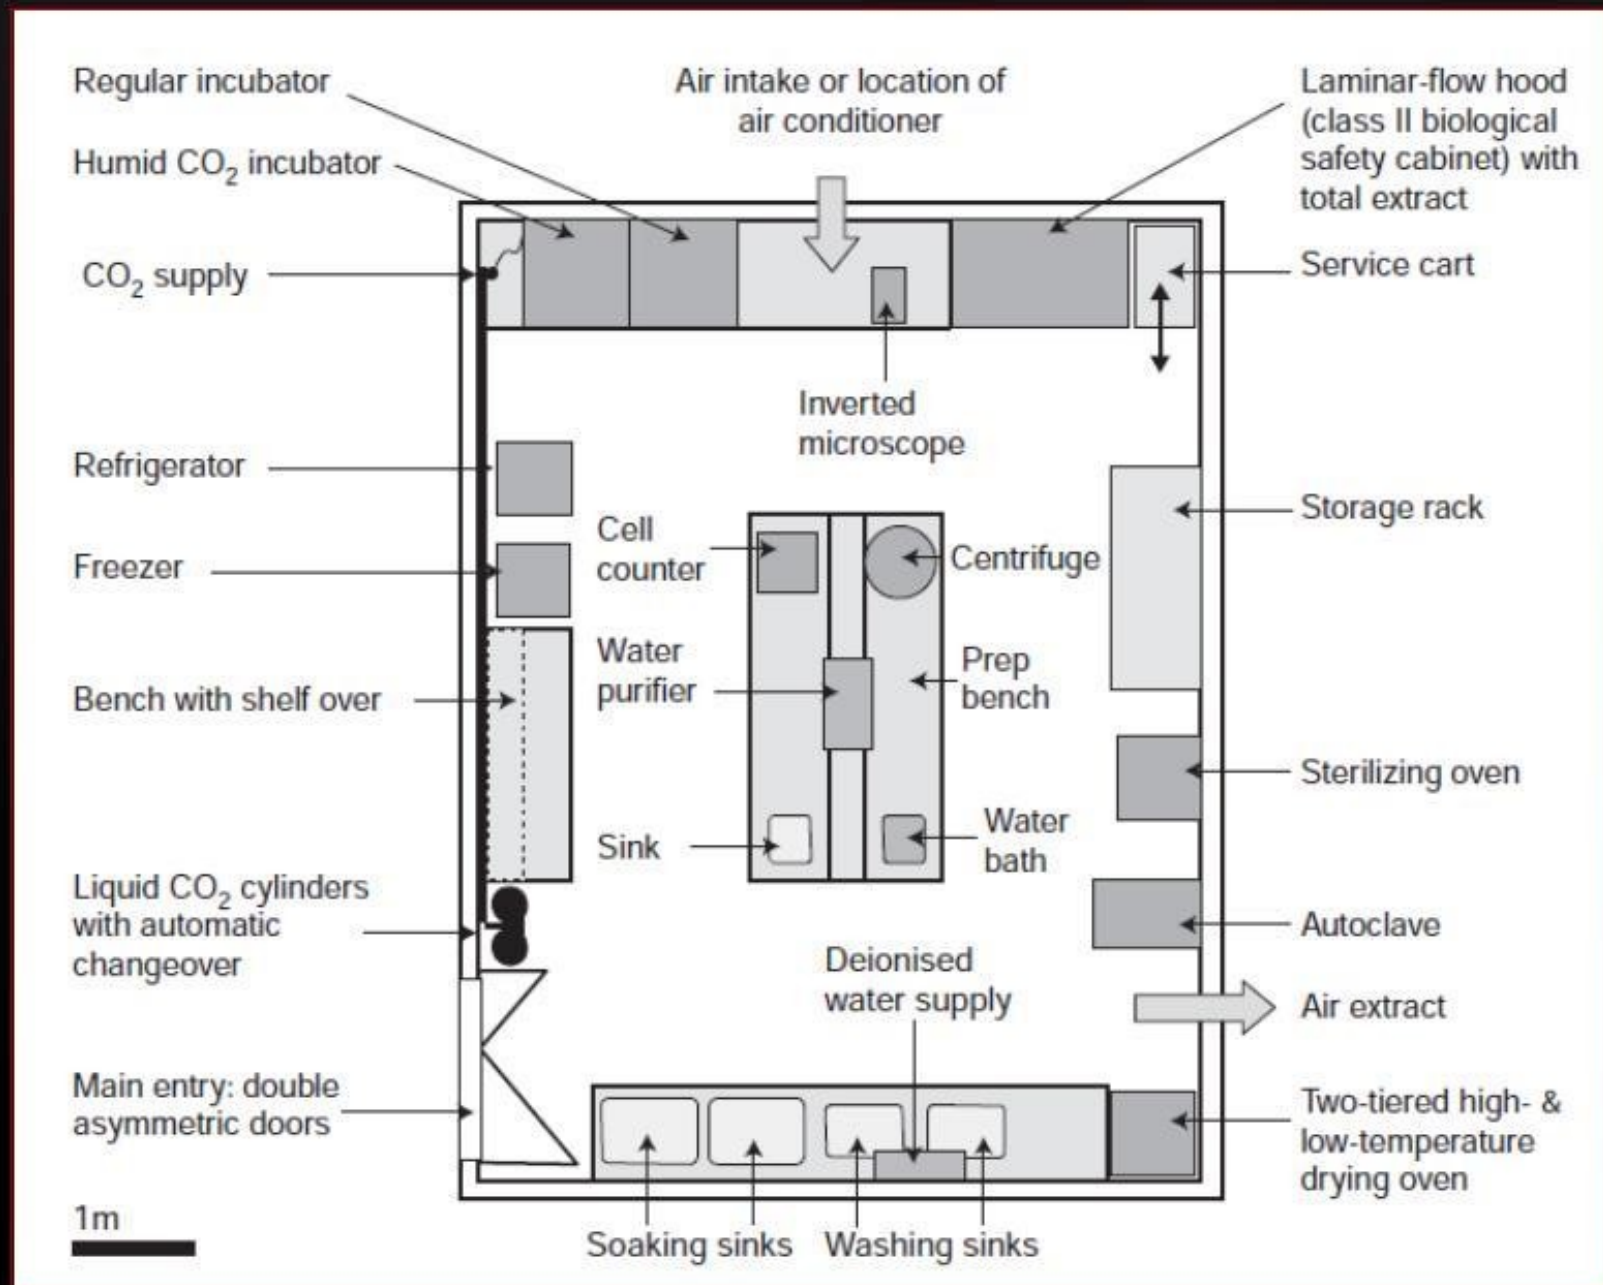 Regular incubator
Humid CO₂ incubator
CO₂ supply
Refrigerator
Freezer
Bench with shelf over
Liquid CO₂ cylinders
with automatic
changeover
Main entry: double
asymmetric doors
1m
Air intake or location of
air conditioner
Inverted
microscope
Cell
counter
Centrifuge
Water
purifier
Prep
bench
Sink
Water
bath
Deionised
water supply
Soaking sinks
Washing sinks
Laminar-flow hood
(class II biological
safety cabinet) with
total extract
Service cart
Storage rack
Sterilizing oven
Autoclave
Air extract
Two-tiered high- &
low-temperature
drying oven